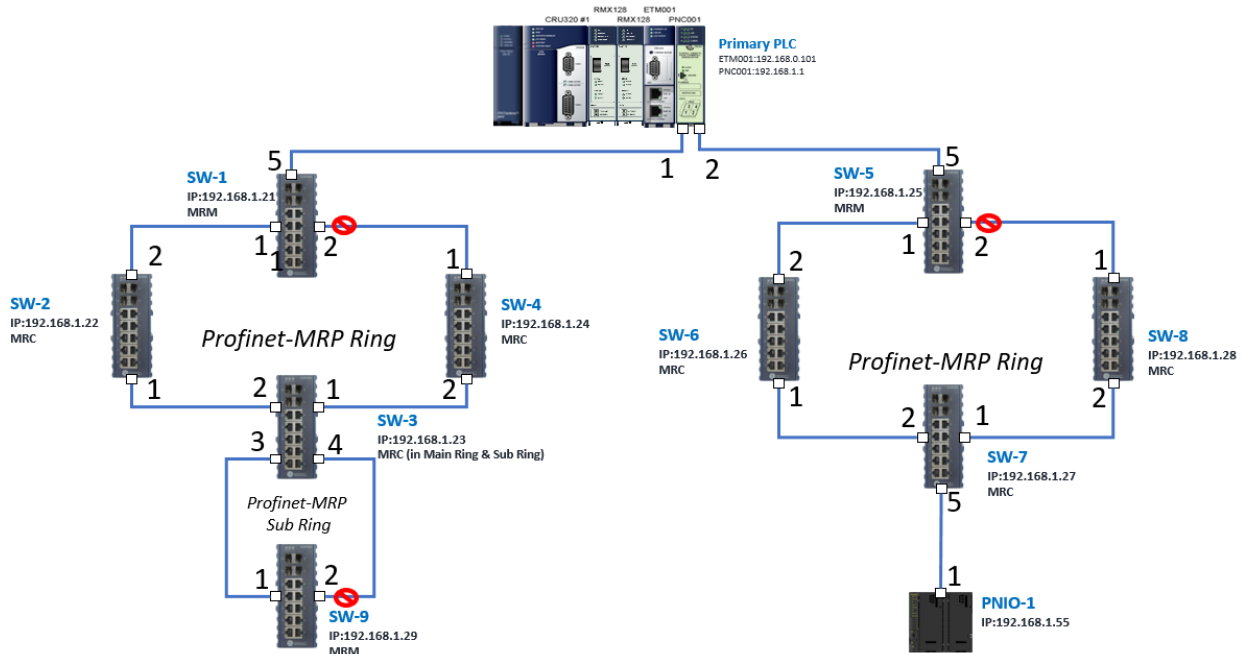 RMX128 ETM001
CRU320 #1 RMX128 PNC001
Primary PLC
ETM001:192.168.0.101
PNC001:192.168.1.1
1
2
5
SW-1
IP:192.168.1.21
MRM
1
1
2
2
1
SW-2
IP:192.168.1.22
MRC
SW-4
IP:192.168.1.24
MRC
Profinet-MRP Ring
1
2
2
1
SW-3
IP:192.168.1.23
MRC (in Main Ring & Sub Ring)
3
4
Profinet-MRP
Sub Ring
1
2
SW-9
IP:192.168.1.29
MRM
5
SW-5
IP:192.168.1.25
MRM
1
2
2
1
SW-6
IP:192.168.1.26
MRC
SW-8
IP:192.168.1.28
MRC
Profinet-MRP Ring
1
2
2
1
SW-7
IP:192.168.1.27
MRC
5
1
PNIO-1
IP:192.168.1.55